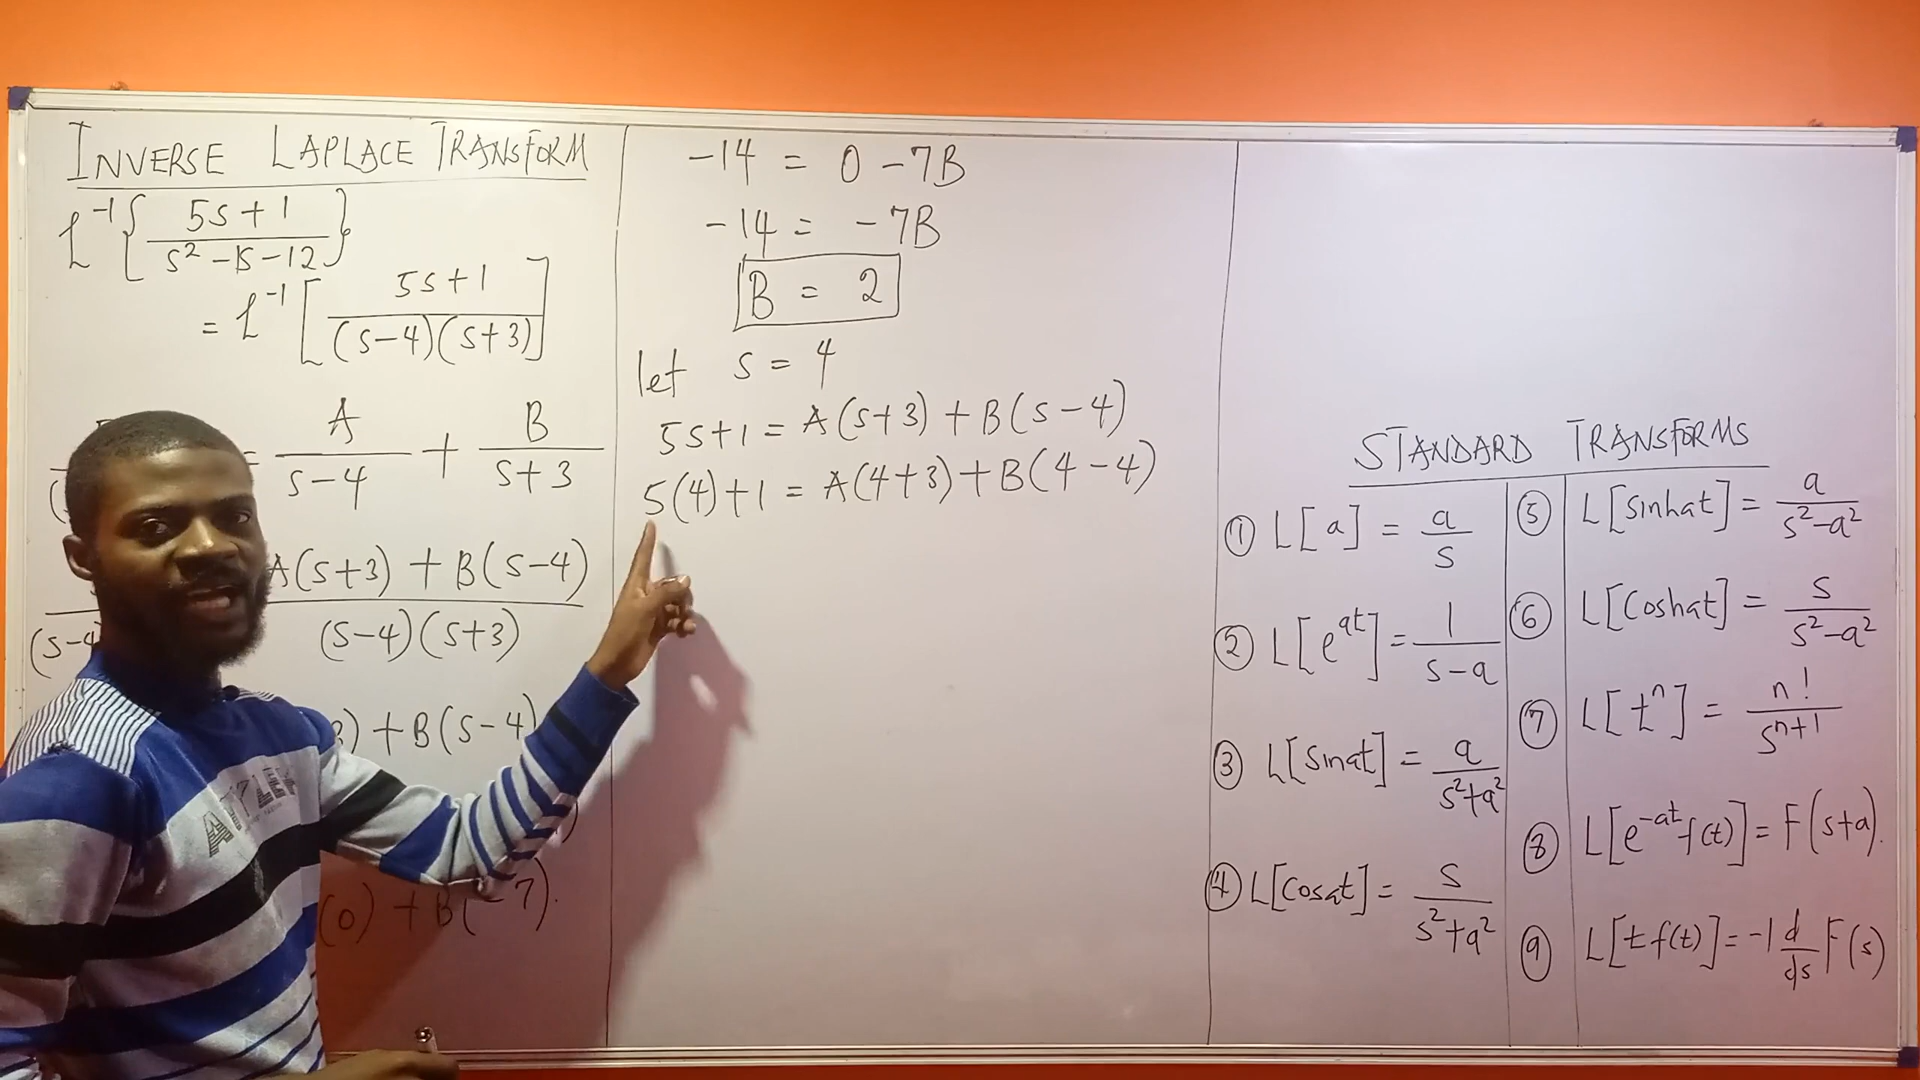 INVERSE LAPLACE TRANSFORM
ℒ⁻¹{ (5s+1)/(s²-1s-12) }
= ℒ⁻¹[ (5s+1)/((s-4)(s+3)) ]
= A/(s-4) + B/(s+3)
A(s+3) + B(s-4)
(s-4 (s-4)(s+3)
) + B(s-4)
(0) + B(-7).
-14 = 0 -7B
-14 = -7B
B = 2
let s = 4
5s+1 = A(s+3) + B(s-4)
5(4)+1 = A(4+3) + B(4-4)
STANDARD TRANSFORMS
① L[a] = a/s
② L[e^at] = 1/(s-a)
③ L[sinat] = a/(s²+a²)
④ L[Cosat] = s/(s²+a²)
⑤ L[sinhat] = a/(s²-a²)
⑥ L[Coshat] = s/(s²-a²)
⑦ L[tⁿ] = n!/s^(n+1)
⑧ L[e^-at f(t)] = F(s+a).
⑨ L[t f(t)] = -1 d/ds F(s)